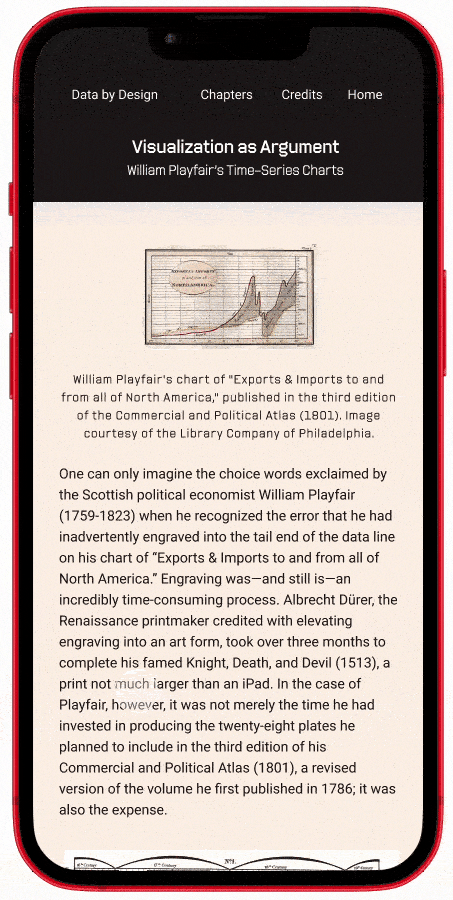 Data by Design Chapters Credits Home
Visualization as Argument
William Playfair's Time-Series Charts
William Playfair's chart of "Exports & Imports to and
from all of North America," published in the third edition
of the Commercial and Political Atlas (1801). Image
courtesy of the Library Company of Philadelphia.
One can only imagine the choice words exclaimed by
the Scottish political economist William Playfair
(1759-1823) when he recognized the error that he had
inadvertently engraved into the tail end of the data line
on his chart of “Exports & Imports to and from all of
North America.” Engraving was—and still is—an
incredibly time-consuming process. Albrecht Dürer, the
Renaissance printmaker credited with elevating
engraving into an art form, took over three months to
complete his famed Knight, Death, and Devil (1513), a
print not much larger than an iPad. In the case of
Playfair, however, it was not merely the time he had
invested in producing the twenty-eight plates he
planned to include in the third edition of his
Commercial and Political Atlas (1801), a revised
version of the volume he first published in 1786; it was
also the expense.